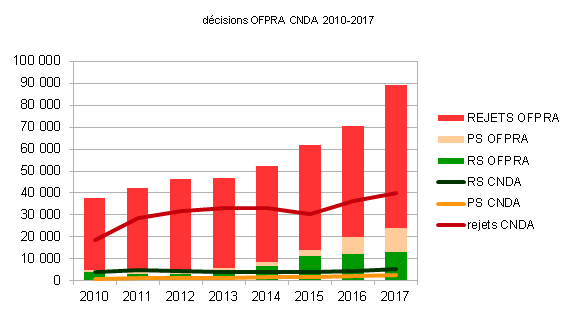 décisions OFPRA CNDA 2010-2017
100 000
90 000
80 000
70 000
60 000
50 000
40 000
30 000
20 000
10 000
0
2010 2011 2012 2013 2014 2015 2016 2017
REJETS OFPRA
PS OFPRA
RS OFPRA
RS CNDA
PS CNDA
rejets CNDA